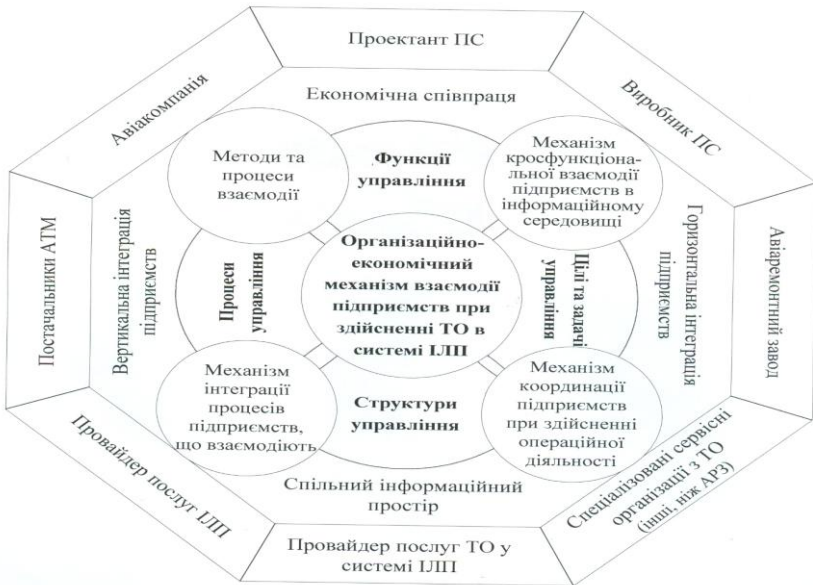 Проектант ПС
Авіакомпанія
Виробник ПС
Економічна співпраця
Методи та
процеси
взаємодії
Функції
управління
Механізм
кросфункціона-
льної взаємодії
підприємств в
інформаційному
середовищі
Постачальники АТМ
Вертикальна інтеграція
підприємств
Процеси
управління
Організаційно-
економічний
механізм взаємодії
підприємств при
здійсненні ТО в
системі ІЛП
Цілі та задачі
управління
Горизонтальна інтеграція
підприємств
Авіаремонтний завод
Механізм
інтеграції
процесів
підприємств,
що взаємодіють
Структури
управління
Механізм
координації
підприємств
при здійсненні
операційної
діяльності
Спільний інформаційний
простір
Провайдер послуг ІЛП
Провайдер послуг ТО у
системі ІЛП
Спеціалізовані сервісні
організації з ТО
(інші, ніж АРЗ)